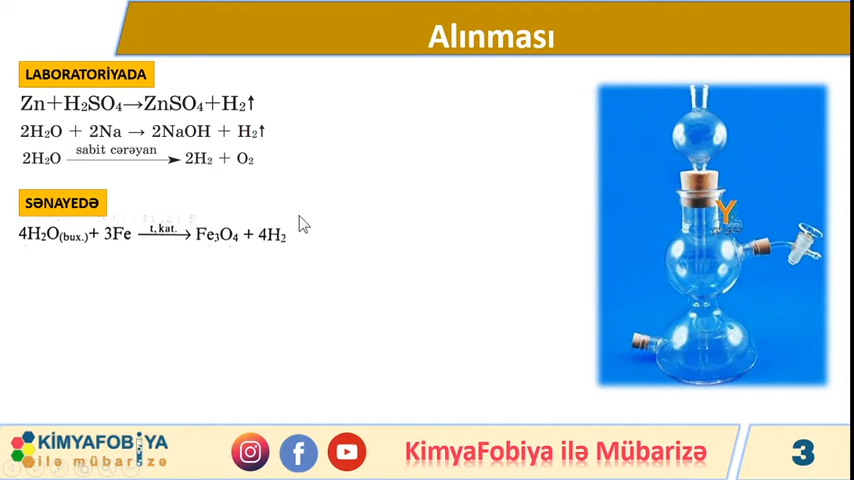 Alınması
LABORATORİYADA
Zn+H₂SO₄→ZnSO₄+H₂↑
2H₂O + 2Na → 2NaOH + H₂↑
2H₂O sabit cərəyan → 2H₂ + O₂
SƏNAYEDƏ
4H₂O(bux.)+ 3Fe t, kat. → Fe₃O₄ + 4H₂
KİMYAFOBİYA
ilə mübarizə
KimyaFobiya ilə Mübarizə
3